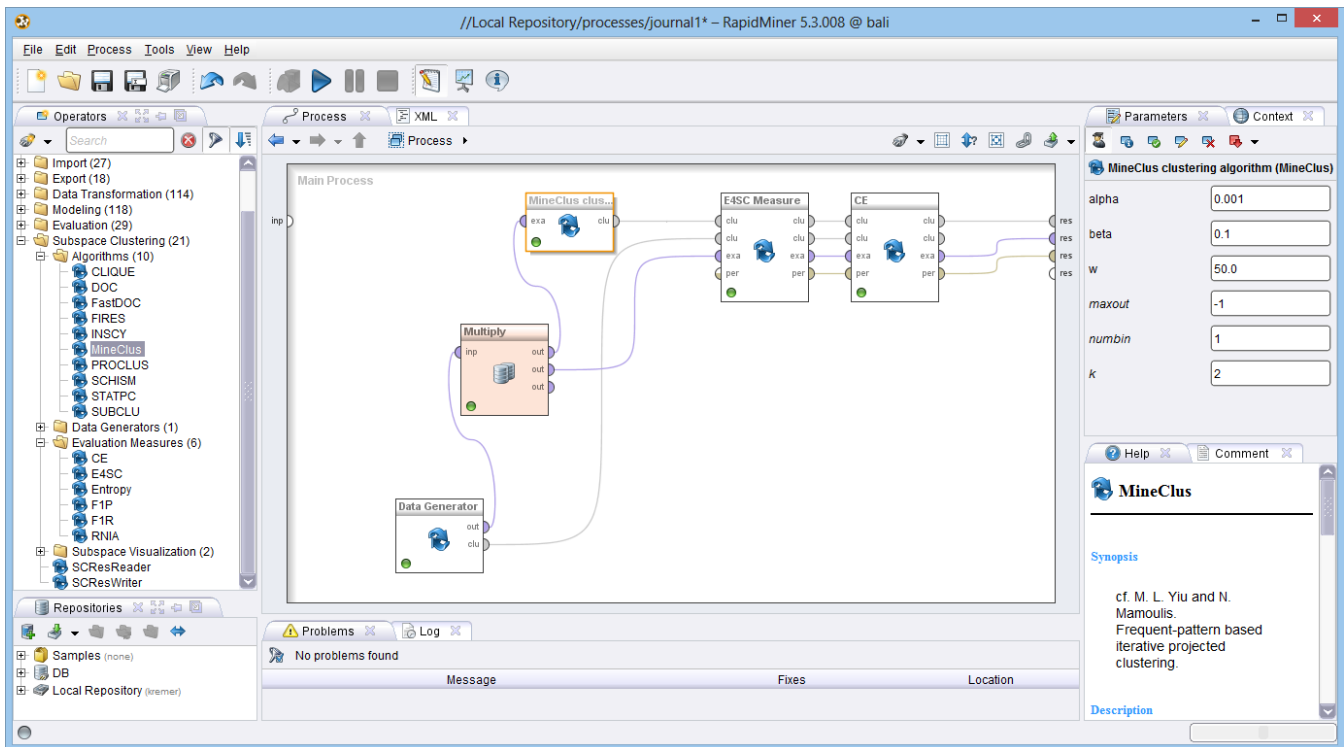 //Local Repository/processes/journal1* – RapidMiner 5.3.008 @ bali
File Edit Process Tools View Help
Operators
Search
Import (27)
Export (18)
Data Transformation (114)
Modeling (118)
Evaluation (29)
Subspace Clustering (21)
Algorithms (10)
CLIQUE
DOC
FastDOC
FIRES
INSCY
MineClus
PROCLUS
SCHISM
STATPC
SUBCLU
Data Generators (1)
Evaluation Measures (6)
CE
E4SC
Entropy
F1P
F1R
RNIA
Subspace Visualization (2)
SCResReader
SCResWriter
Repositories
Samples (none)
DB
Local Repository (kremer)
Process XML
Process
Main Process
inp
MineClus clus...
exa clu
E4SC Measure
clu clu
clu clu
exa exa
per per
CE
clu clu
clu clu
exa exa
per per
res
res
res
res
Multiply
inp out
out
out
Data Generator
out
clu
Problems Log
No problems found
Message Fixes Location
Parameters Context
MineClus clustering algorithm (MineClus)
alpha 0.001
beta 0.1
w 50.0
maxout -1
numbin 1
k 2
Help Comment
MineClus
Synopsis
cf. M. L. Yiu and N.
Mamoulis.
Frequent-pattern based
iterative projected
clustering.
Description